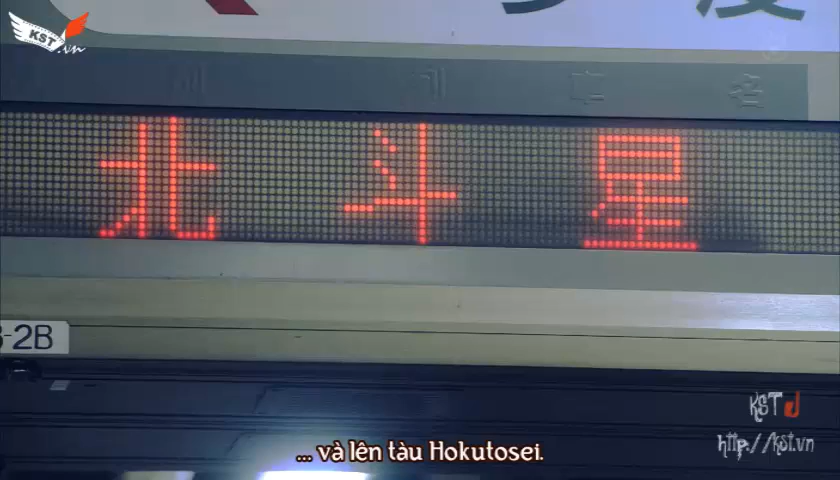 KST.vn
北斗星
3-2B
KST
http://kst.vn
... và lên tàu Hokutosei.